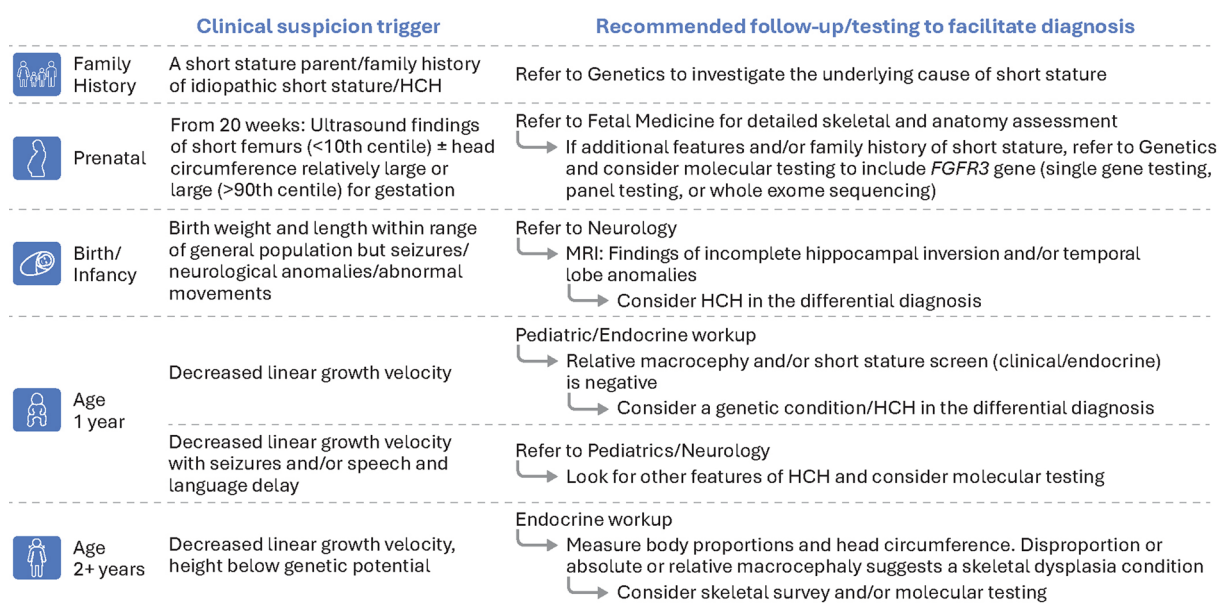 Clinical suspicion trigger
Recommended follow-up/testing to facilitate diagnosis
Family
History
A short stature parent/family history
of idiopathic short stature/HCH
Refer to Genetics to investigate the underlying cause of short stature
Prenatal
From 20 weeks: Ultrasound findings
of short femurs (<10th centile) ± head
circumference relatively large or
large (>90th centile) for gestation
Refer to Fetal Medicine for detailed skeletal and anatomy assessment
If additional features and/or family history of short stature, refer to Genetics
and consider molecular testing to include FGFR3 gene (single gene testing,
panel testing, or whole exome sequencing)
Birth/
Infancy
Birth weight and length within range
of general population but seizures/
neurological anomalies/abnormal
movements
Refer to Neurology
MRI: Findings of incomplete hippocampal inversion and/or temporal
lobe anomalies
Consider HCH in the differential diagnosis
Age
1 year
Decreased linear growth velocity
Pediatric/Endocrine workup
Relative macrocephy and/or short stature screen (clinical/endocrine)
is negative
Consider a genetic condition/HCH in the differential diagnosis
Decreased linear growth velocity
with seizures and/or speech and
language delay
Refer to Pediatrics/Neurology
Look for other features of HCH and consider molecular testing
Age
2+ years
Decreased linear growth velocity,
height below genetic potential
Endocrine workup
Measure body proportions and head circumference. Disproportion or
absolute or relative macrocephaly suggests a skeletal dysplasia condition
Consider skeletal survey and/or molecular testing